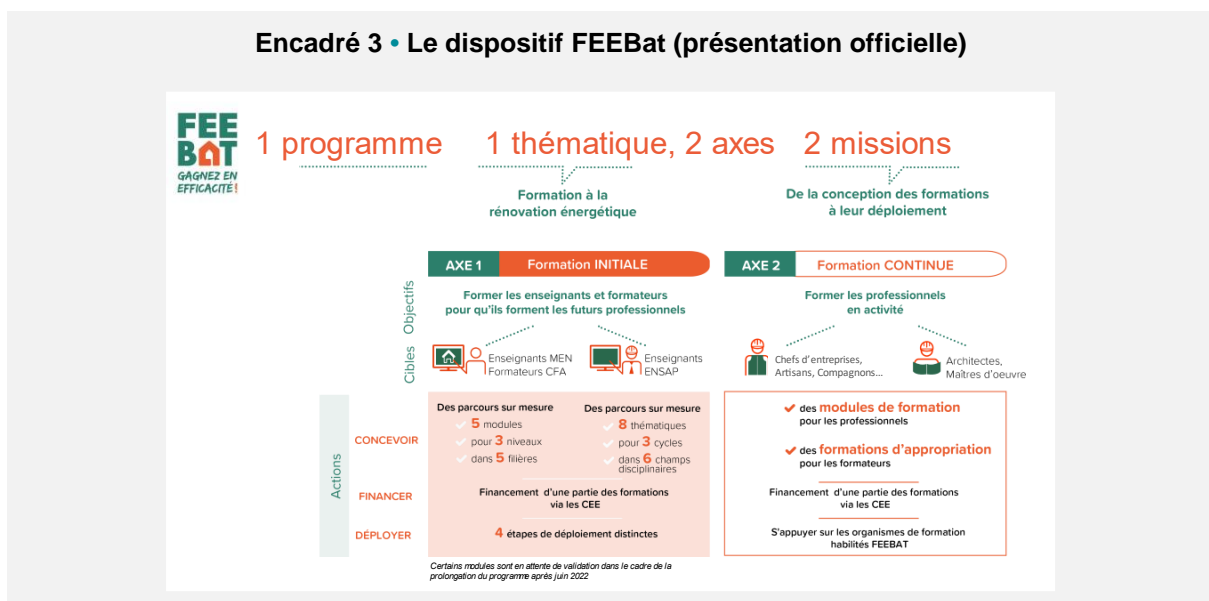 Encadré 3 • Le dispositif FEEBat (présentation officielle)
FEE
BAT
GAGNEZ EN
EFFICACITÉ!
1 programme
1 thématique, 2 axes
2 missions
Formation à la
rénovation énergétique
De la conception des formations
à leur déploiement
AXE 1
Formation INITIALE
AXE 2
Formation CONTINUE
Objectifs
Former les enseignants et formateurs
pour qu'ils forment les futurs professionnels
Former les professionnels
en activité
Cibles
Enseignants MEN
Formateurs CFA
Enseignants
ENSAP
Chefs d'entreprises,
Artisans, Compagnons...
Architectes,
Maîtres d'oeuvre
Actions
CONCEVOIR
Des parcours sur mesure
5 modules
pour 3 niveaux
dans 5 filières
Des parcours sur mesure
8 thématiques
pour 3 cycles
dans 6 champs
disciplinaires
des modules de formation
pour les professionnels
des formations d'appropriation
pour les formateurs
FINANCER
Financement d'une partie des formations
via les CEE
Financement d'une partie des formations
via les CEE
DÉPLOYER
4 étapes de déploiement distinctes
S'appuyer sur les organismes de formation
habilités FEEBAT
Certains modules sont en attente de validation dans le cadre de la
prolongation du programme après juin 2022